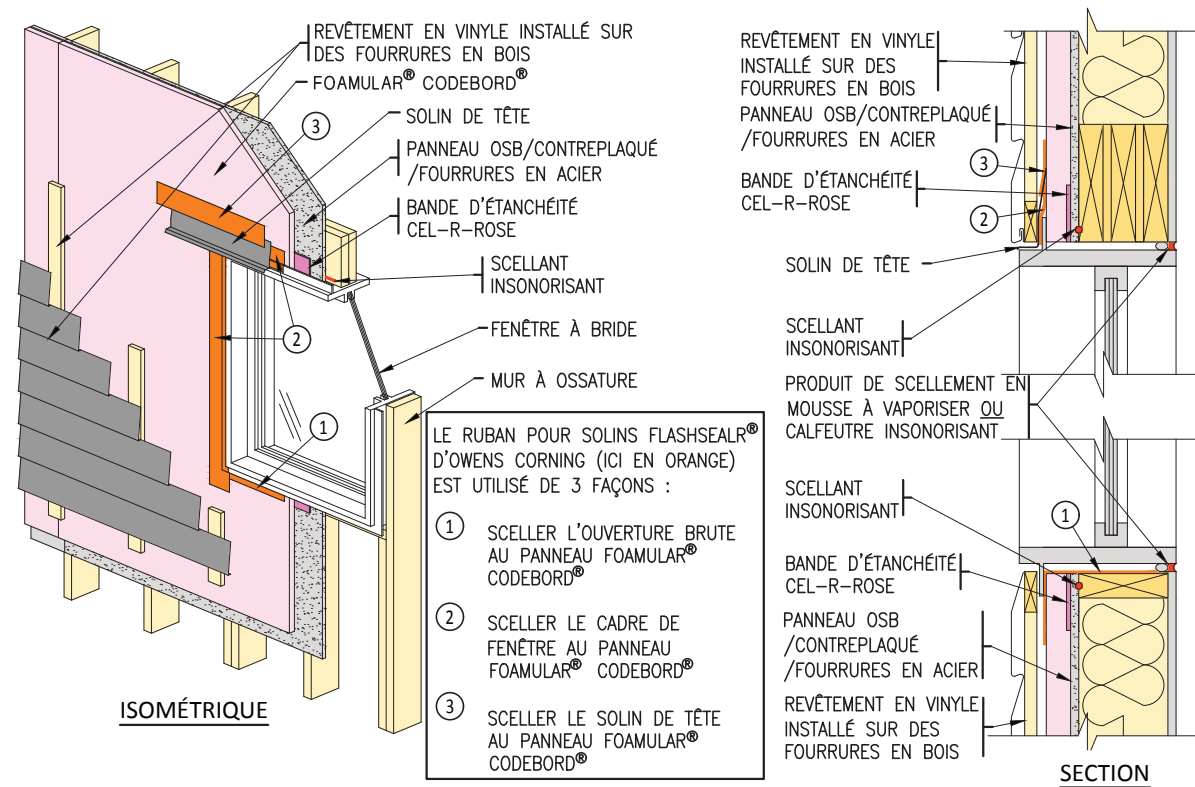 REVÊTEMENT EN VINYLE INSTALLÉ SUR
DES FOURRURES EN BOIS
FOAMULAR® CODEBORD®
3
SOLIN DE TÊTE
PANNEAU OSB/CONTREPLAQUÉ
/FOURRURES EN ACIER
BANDE D'ÉTANCHÉITÉ
CEL-R-ROSE
SCELLANT
INSONORISANT
2
FENÊTRE À BRIDE
MUR À OSSATURE
1
LE RUBAN POUR SOLINS FLASHSEALR®
D'OWENS CORNING (ICI EN ORANGE)
EST UTILISÉ DE 3 FAÇONS :
1 SCELLER L'OUVERTURE BRUTE
AU PANNEAU FOAMULAR®
CODEBORD®
2 SCELLER LE CADRE DE
FENÊTRE AU PANNEAU
FOAMULAR® CODEBORD®
3 SCELLER LE SOLIN DE TÊTE
AU PANNEAU FOAMULAR®
CODEBORD®
ISOMÉTRIQUE
REVÊTEMENT EN VINYLE
INSTALLÉ SUR DES
FOURRURES EN BOIS
PANNEAU OSB/CONTREPLAQUÉ
/FOURRURES EN ACIER
3
BANDE D'ÉTANCHÉITÉ
CEL-R-ROSE
2
SOLIN DE TÊTE
SCELLANT
INSONORISANT
PRODUIT DE SCELLEMENT EN
MOUSSE À VAPORISER OU
CALFEUTRE INSONORISANT
SCELLANT
INSONORISANT
1
BANDE D'ÉTANCHÉITÉ
CEL-R-ROSE
PANNEAU OSB
/CONTREPLAQUÉ
/FOURRURES EN ACIER
REVÊTEMENT EN VINYLE
INSTALLÉ SUR DES
FOURRURES EN BOIS
SECTION